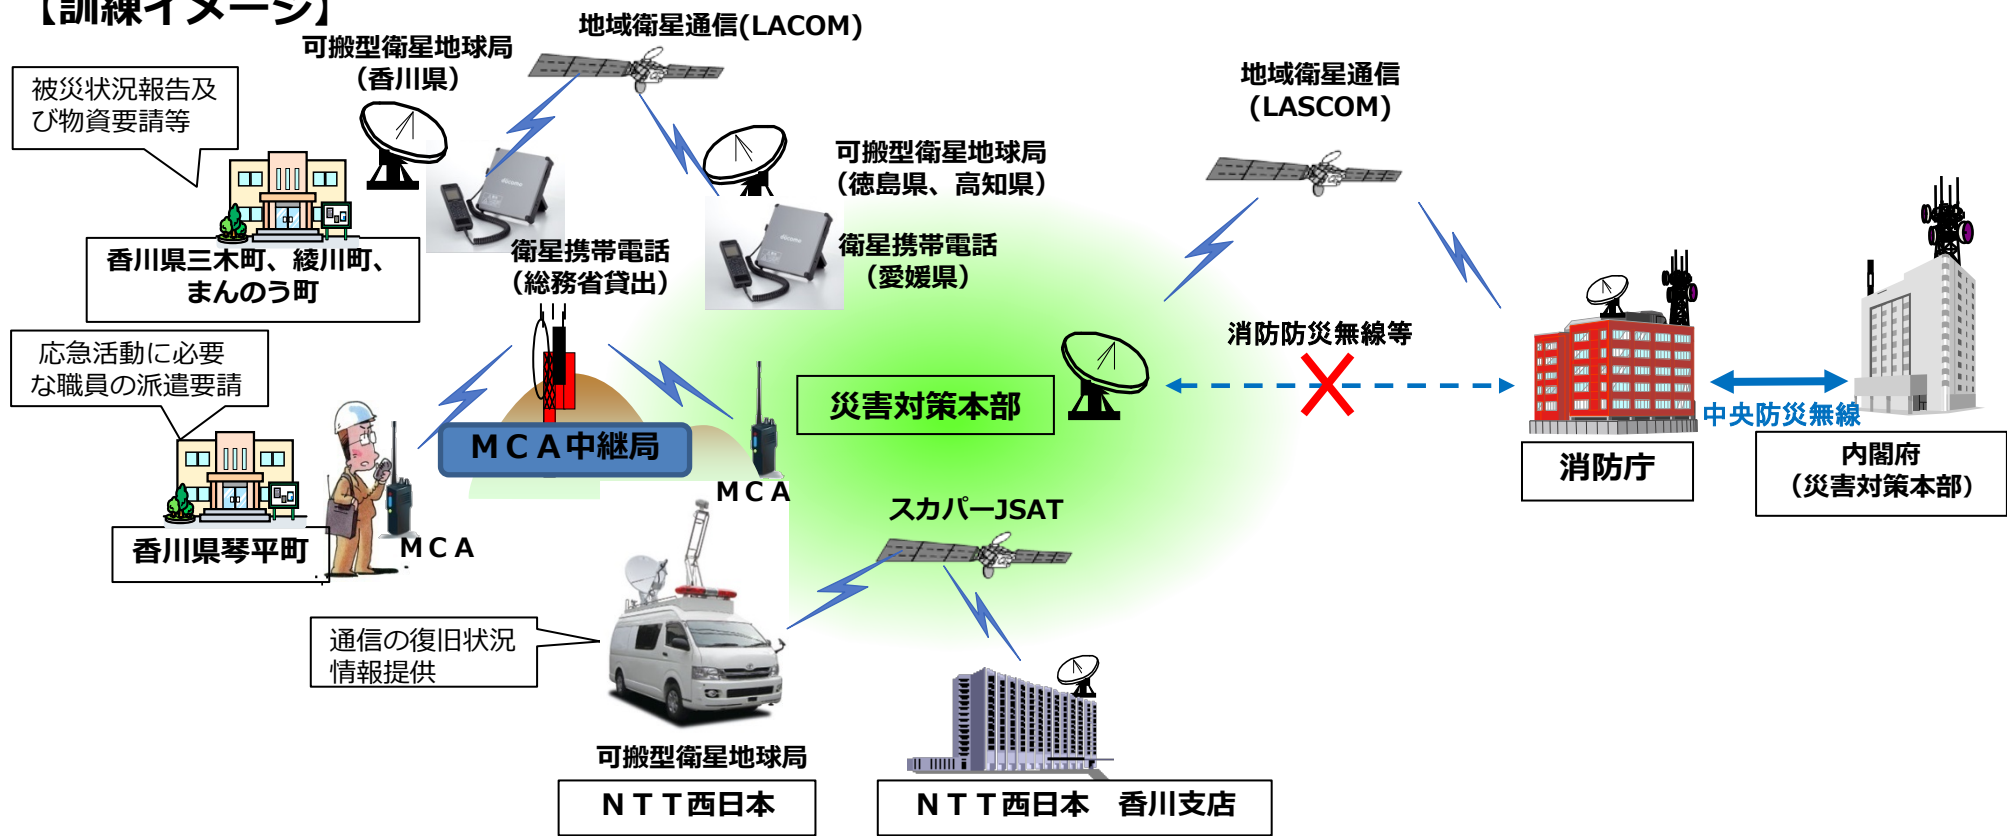 【訓練イメージ】
地域衛星通信(LACOM)
可搬型衛星地球局
（香川県）
被災状況報告及
び物資要請等
香川県三木町、綾川町、
まんのう町
衛星携帯電話
（総務省貸出）
可搬型衛星地球局
（徳島県、高知県）
衛星携帯電話
（愛媛県）
地域衛星通信
(LASCOM)
応急活動に必要
な職員の派遣要請
香川県琴平町
ＭＣＡ
ＭＣＡ中継局
ＭＣＡ
災害対策本部
消防防災無線等
中央防災無線
消防庁
内閣府
（災害対策本部）
スカパーJSAT
通信の復旧状況
情報提供
可搬型衛星地球局
ＮＴＴ西日本
ＮＴＴ西日本　香川支店